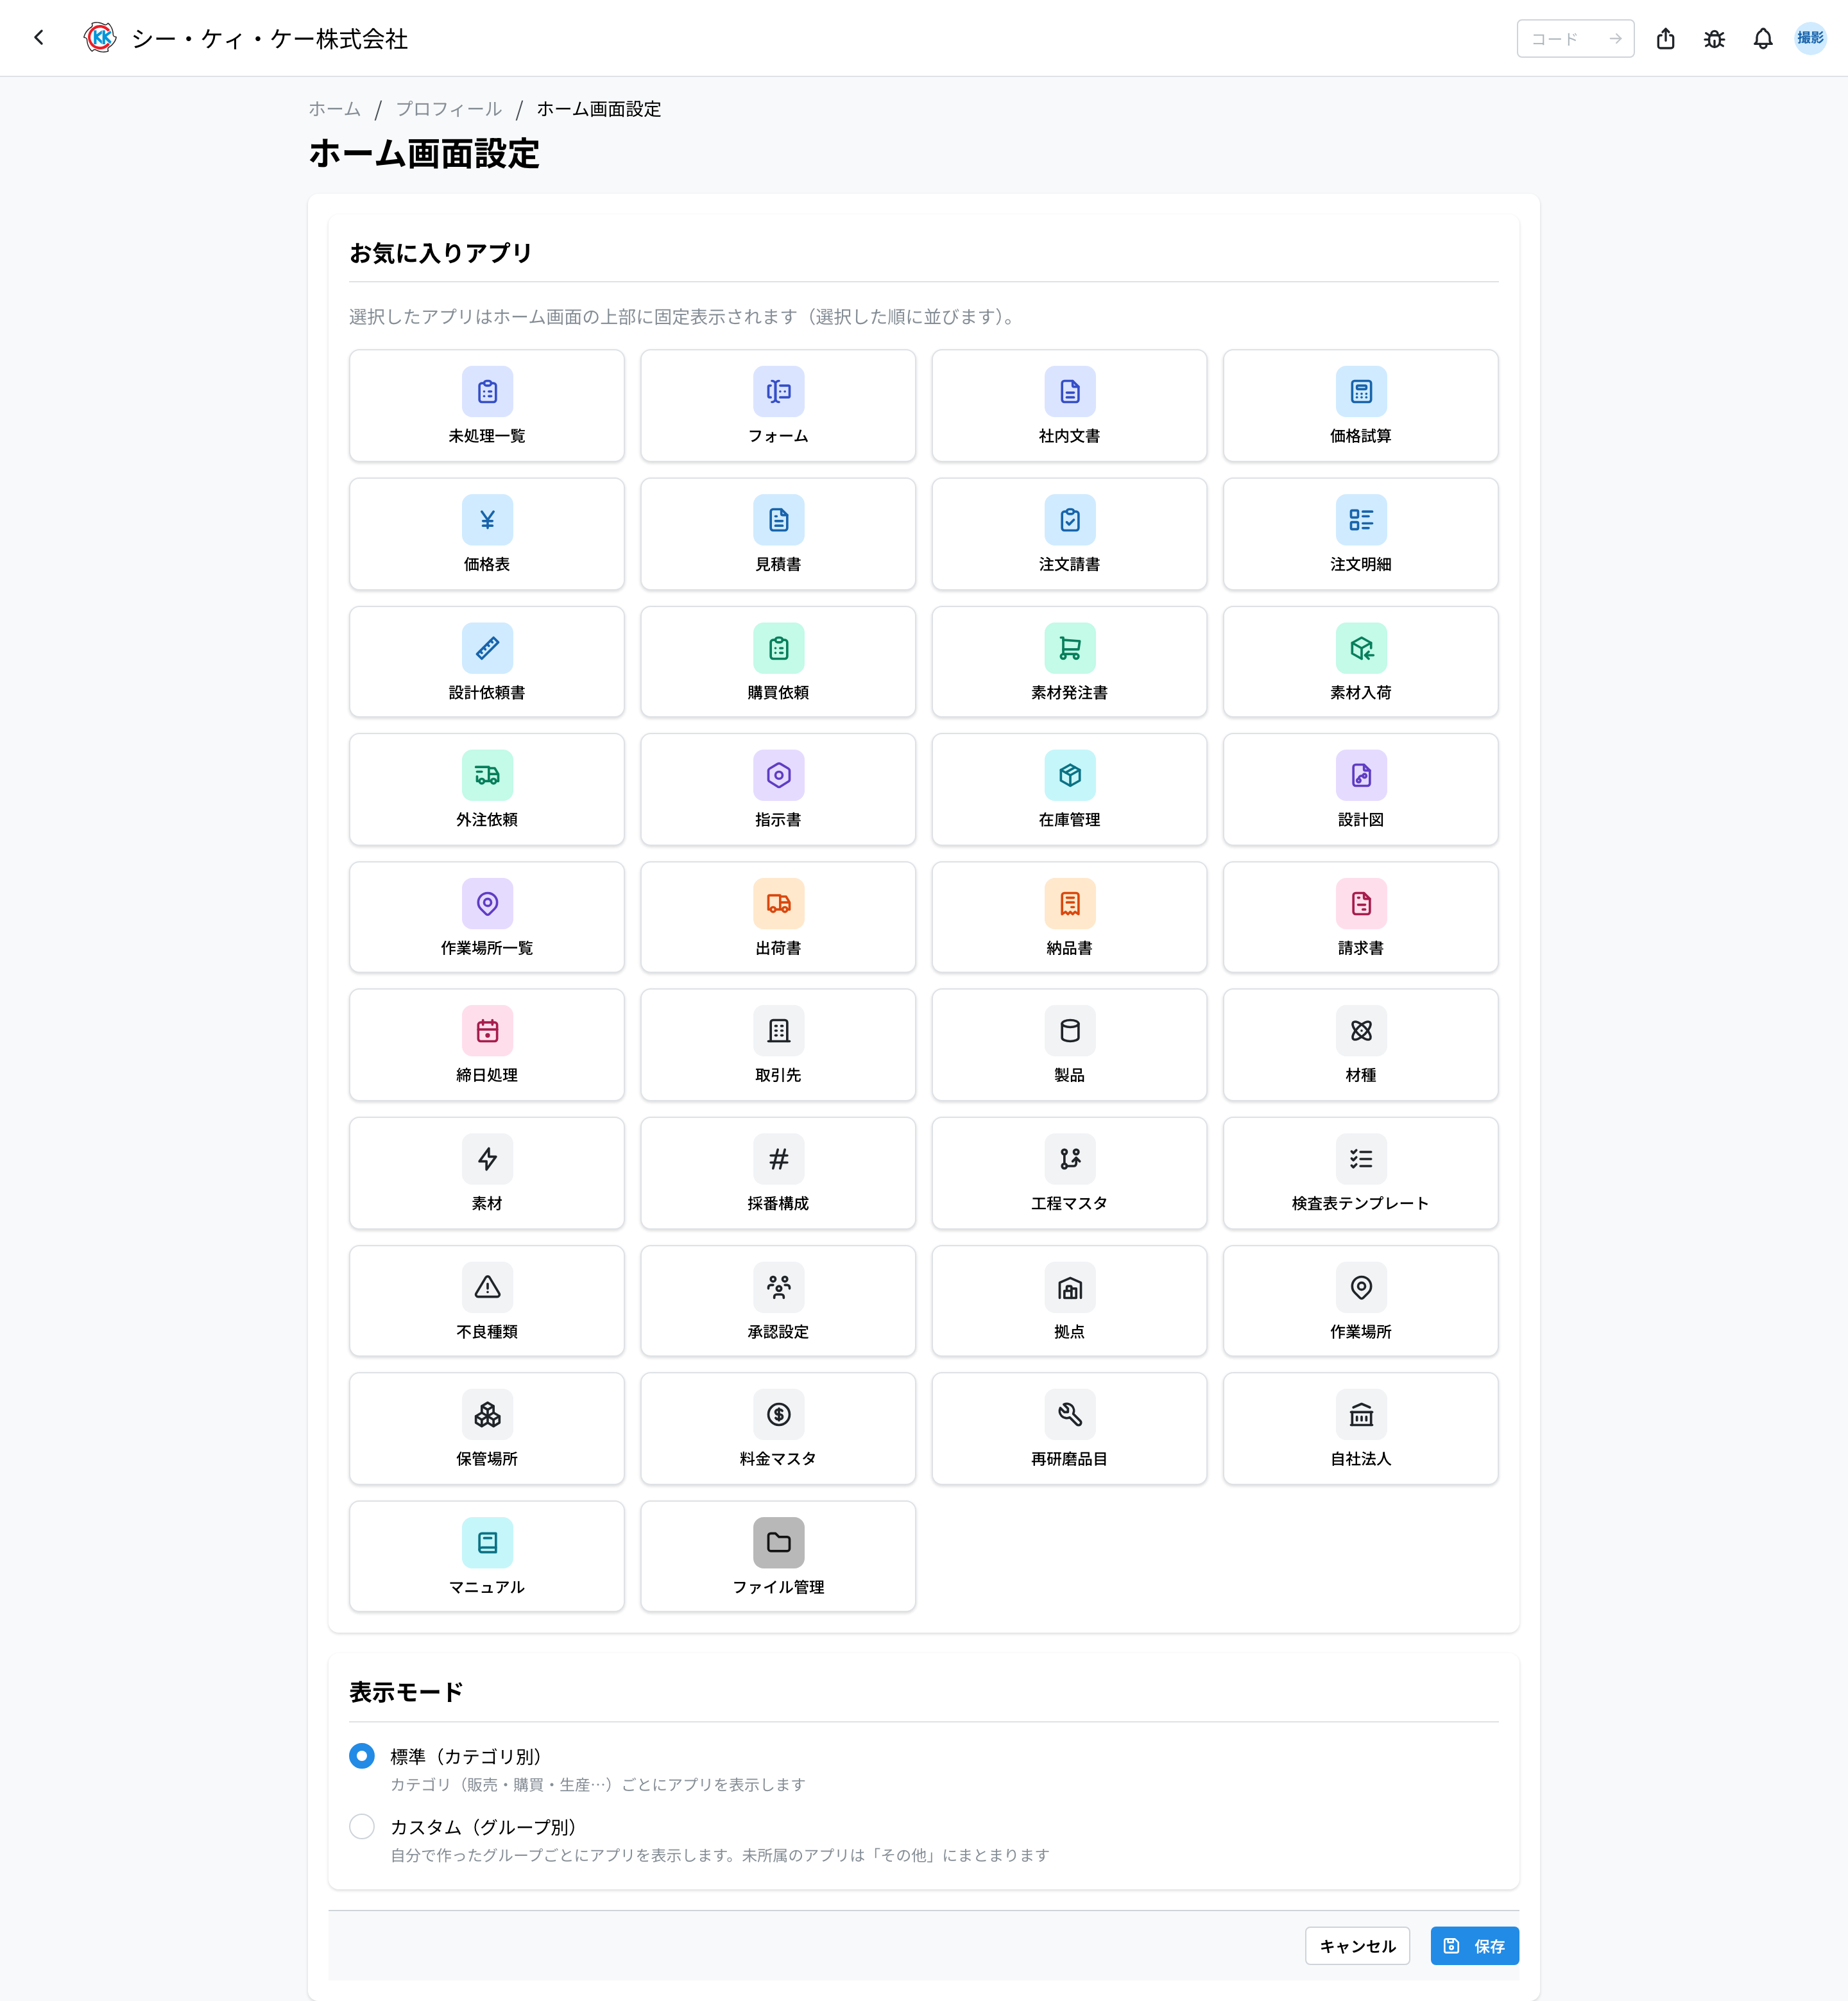 シー・ケィ・ケー株式会社
コード
撮影
ホーム / プロフィール / ホーム画面設定
ホーム画面設定
お気に入りアプリ
選択したアプリはホーム画面の上部に固定表示されます（選択した順に並びます）。
未処理一覧 フォーム 社内文書 価格試算
価格表 見積書 注文請書 注文明細
設計依頼書 購買依頼 素材発注書 素材入荷
外注依頼 指示書 在庫管理 設計図
作業場所一覧 出荷書 納品書 請求書
締日処理 取引先 製品 材種
素材 採番構成 工程マスタ 検査表テンプレート
不良種類 承認設定 拠点 作業場所
保管場所 料金マスタ 再研磨品目 自社法人
マニュアル ファイル管理
表示モード
標準（カテゴリ別）
カテゴリ（販売・購買・生産…）ごとにアプリを表示します
カスタム（グループ別）
自分で作ったグループごとにアプリを表示します。未所属のアプリは「その他」にまとまります
キャンセル 保存